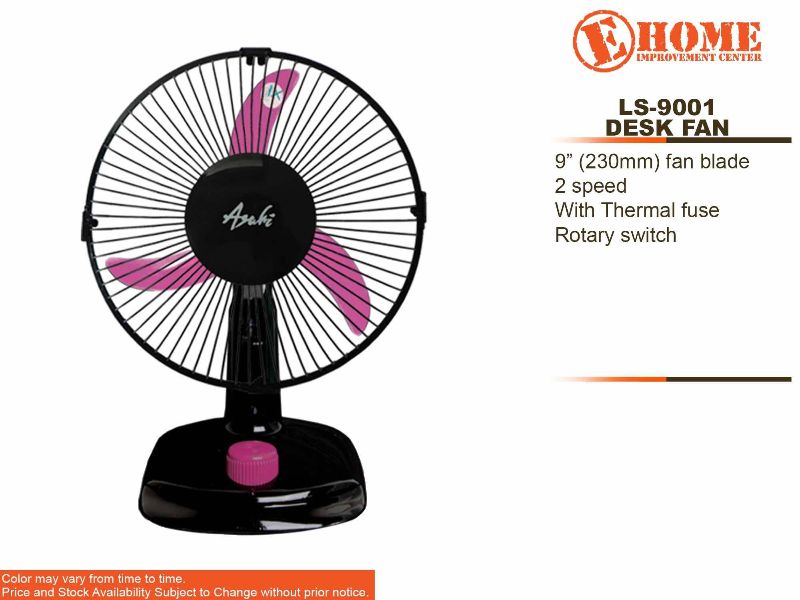 E HOME
IMPROVEMENT CENTER
LS-9001
DESK FAN
9” (230mm) fan blade
2 speed
With Thermal fuse
Rotary switch
Asahi
Color may vary from time to time.
Price and Stock Availability Subject to Change without prior notice.